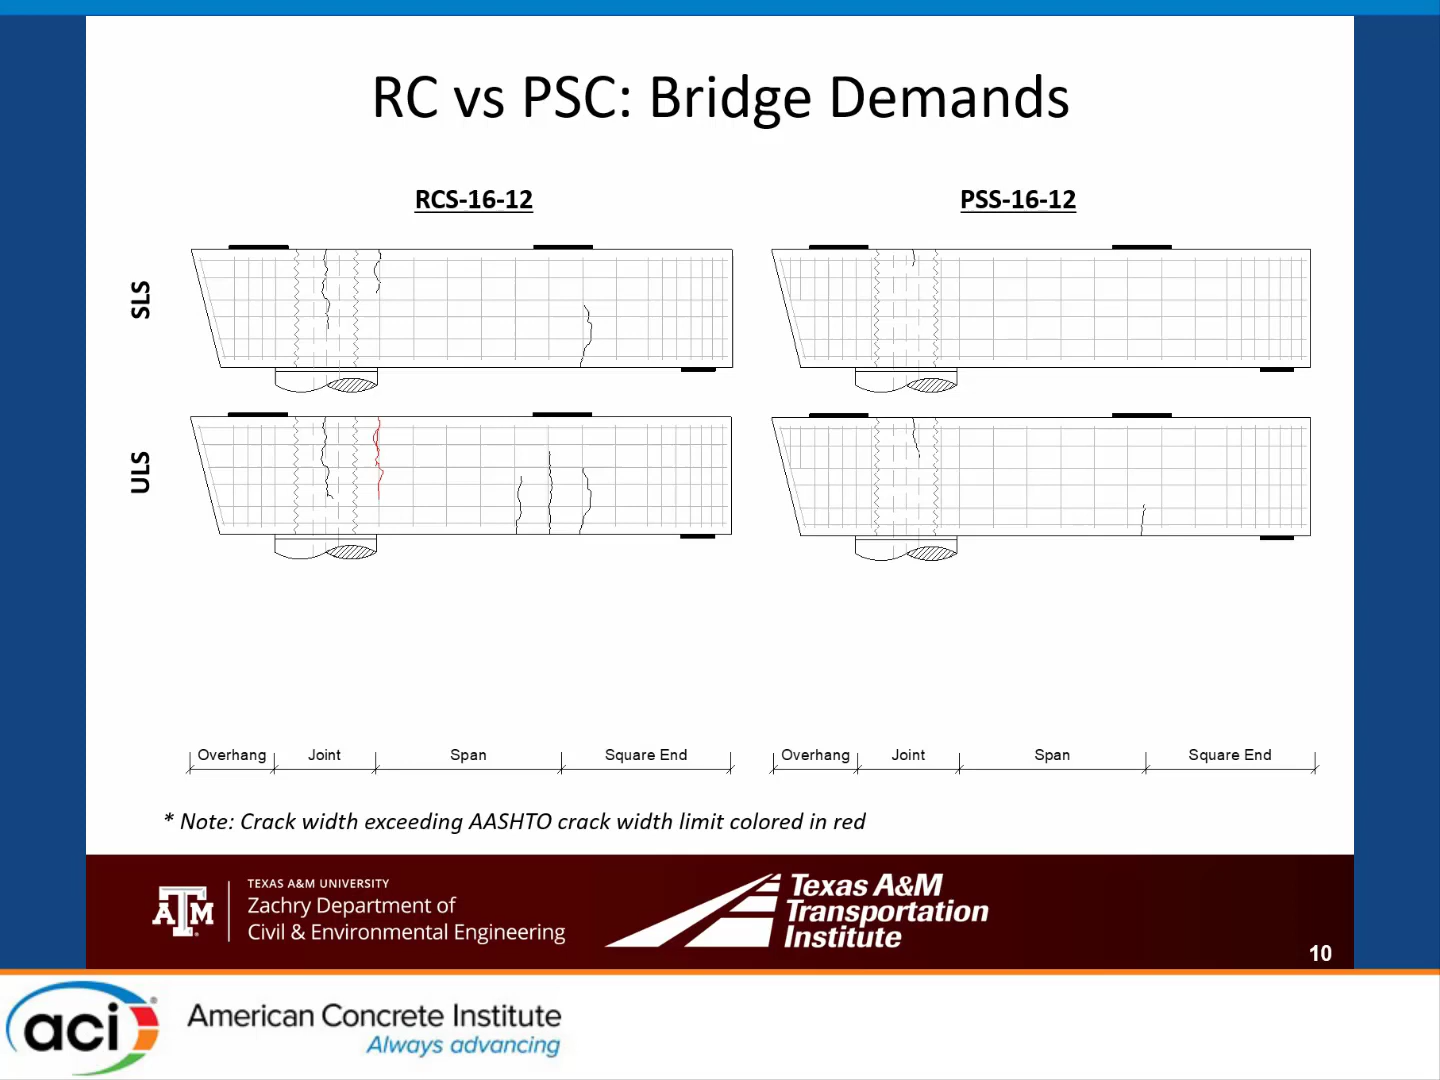 RC vs PSC: Bridge Demands
RCS-16-12
PSS-16-12
SLS
ULS
Overhang Joint Span Square End
Overhang Joint Span Square End
* Note: Crack width exceeding AASHTO crack width limit colored in red
ATM
TEXAS A&M UNIVERSITY
Zachry Department of
Civil & Environmental Engineering
Texas A&M
Transportation
Institute
10
aci
American Concrete Institute
Always advancing